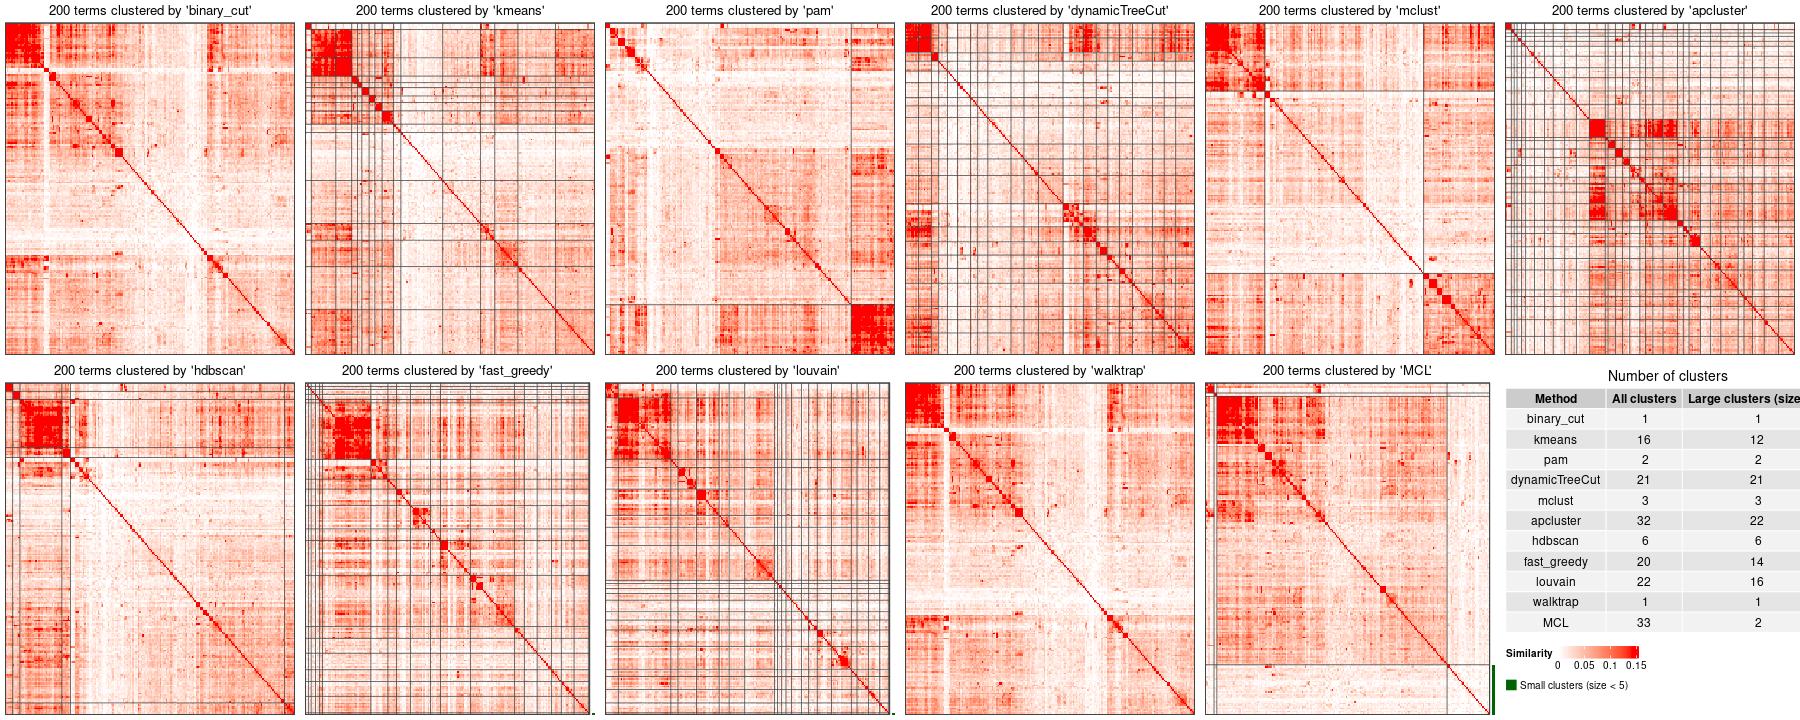 200 terms clustered by 'binary_cut'
200 terms clustered by 'kmeans'
200 terms clustered by 'pam'
200 terms clustered by 'dynamicTreeCut'
200 terms clustered by 'mclust'
200 terms clustered by 'apcluster'
200 terms clustered by 'hdbscan'
200 terms clustered by 'fast_greedy'
200 terms clustered by 'louvain'
200 terms clustered by 'walktrap'
200 terms clustered by 'MCL'
Number of clusters
Method All clusters Large clusters (size
binary_cut 1 1
kmeans 16 12
pam 2 2
dynamicTreeCut 21 21
mclust 3 3
apcluster 32 22
hdbscan 6 6
fast_greedy 20 14
louvain 22 16
walktrap 1 1
MCL 33 2
Similarity
0 0.05 0.1 0.15
Small clusters (size < 5)